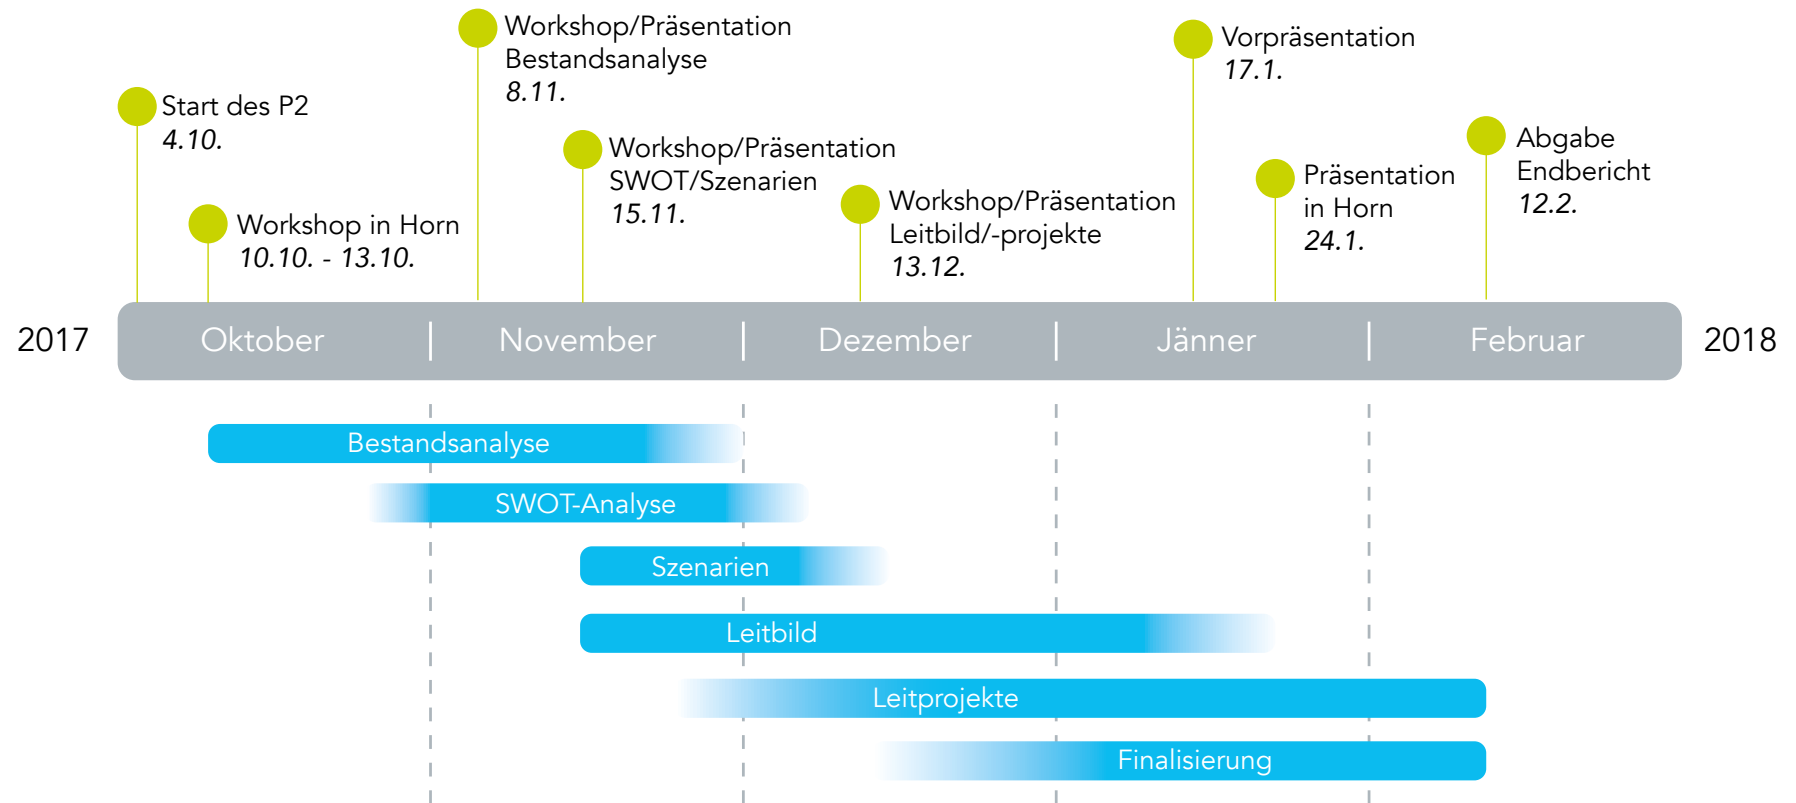 Workshop/Präsentation
Bestandsanalyse
8.11.
Vorpräsentation
17.1.
Start des P2
4.10.
Workshop/Präsentation
SWOT/Szenarien
15.11.
Abgabe
Endbericht
12.2.
Workshop in Horn
10.10. - 13.10.
Workshop/Präsentation
Leitbild/-projekte
13.12.
Präsentation
in Horn
24.1.
2017
Oktober
November
Dezember
Jänner
Februar
2018
Bestandsanalyse
SWOT-Analyse
Szenarien
Leitbild
Leitprojekte
Finalisierung